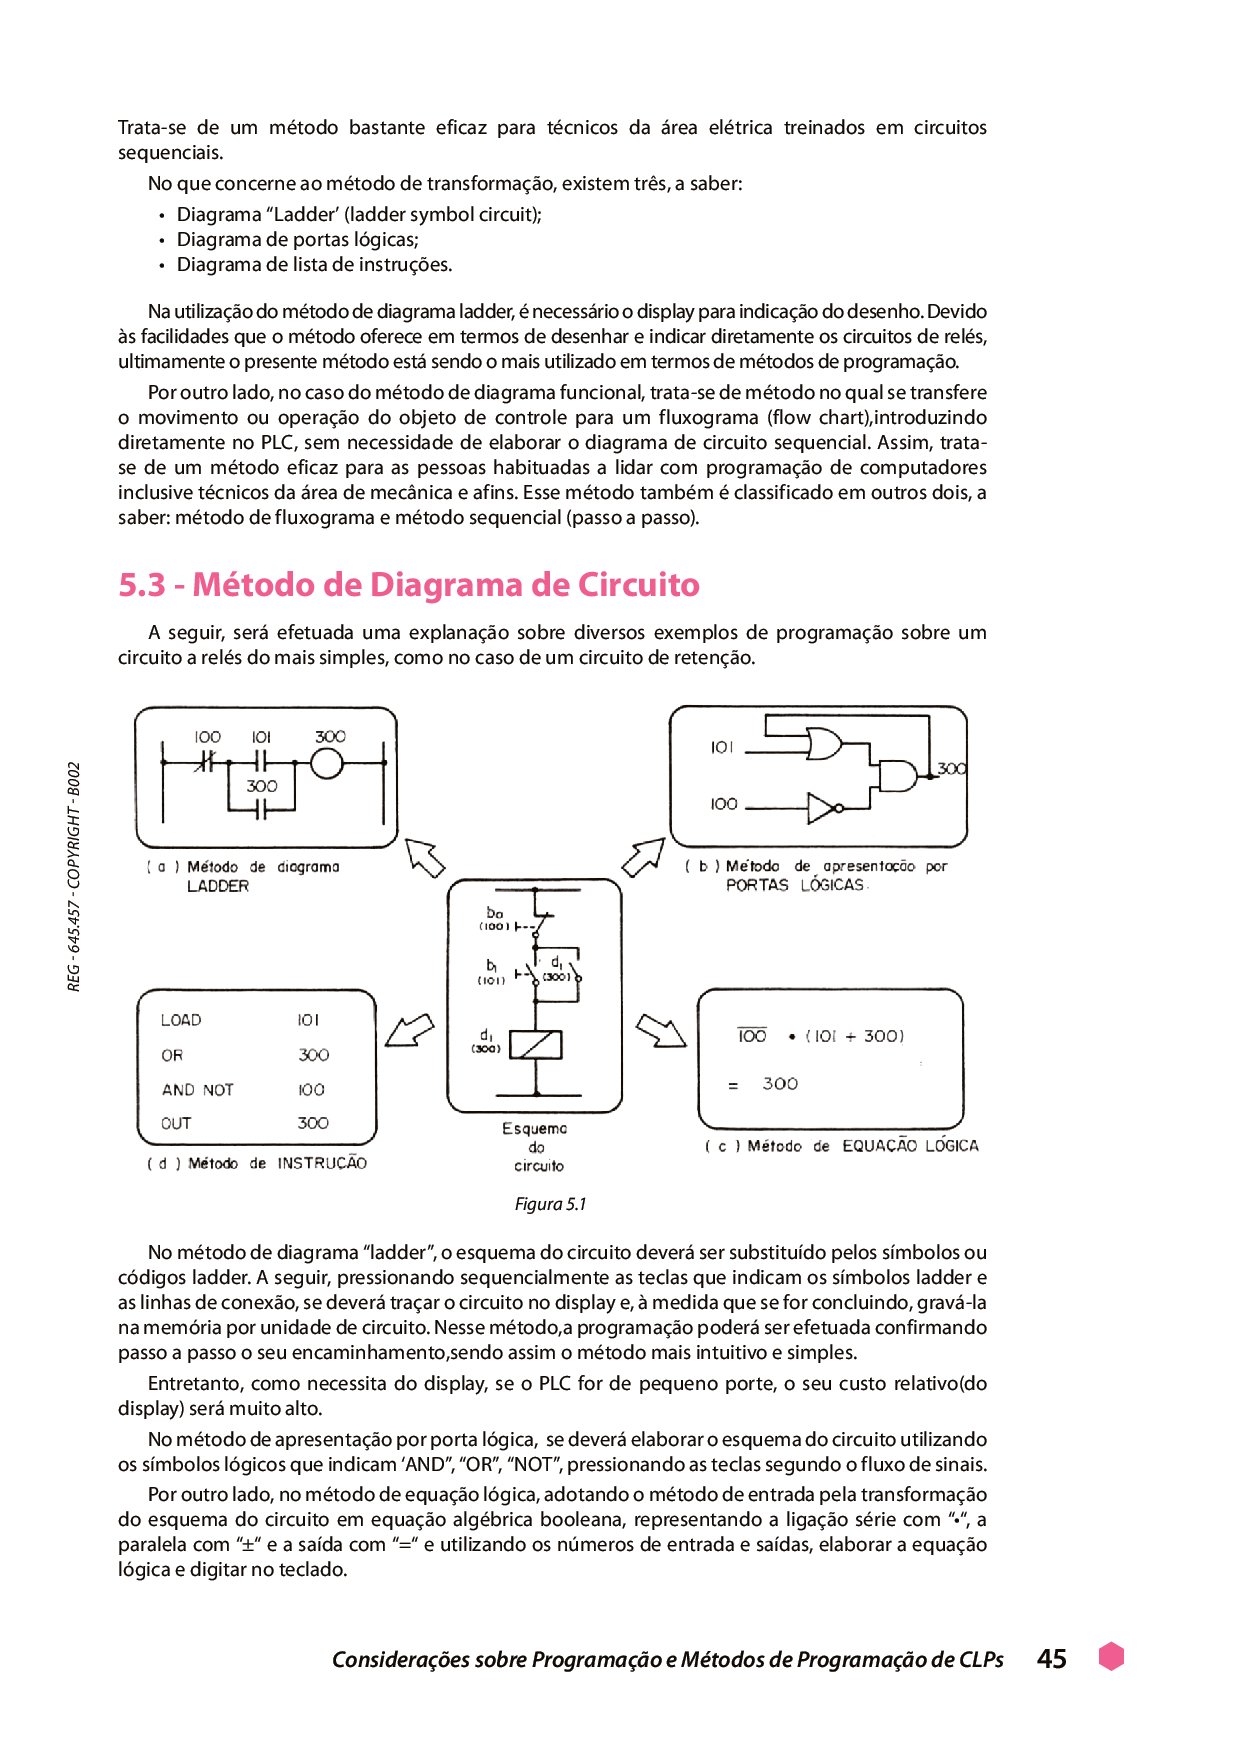 Trata-se de um método bastante eficaz para técnicos da área elétrica treinados em circuitos
sequenciais.
No que concerne ao método de transformação, existem três, a saber:
• Diagrama “Ladder’ (ladder symbol circuit);
• Diagrama de portas lógicas;
• Diagrama de lista de instruções.
Na utilização do método de diagrama ladder, é necessário o display para indicação do desenho. Devido
às facilidades que o método oferece em termos de desenhar e indicar diretamente os circuitos de relés,
ultimamente o presente método está sendo o mais utilizado em termos de métodos de programação.
Por outro lado, no caso do método de diagrama funcional, trata-se de método no qual se transfere
o movimento ou operação do objeto de controle para um fluxograma (flow chart),introduzindo
diretamente no PLC, sem necessidade de elaborar o diagrama de circuito sequencial. Assim, trata-
se de um método eficaz para as pessoas habituadas a lidar com programação de computadores
inclusive técnicos da área de mecânica e afins. Esse método também é classificado em outros dois, a
saber: método de fluxograma e método sequencial (passo a passo).
5.3 - Método de Diagrama de Circuito
A seguir, será efetuada uma explanação sobre diversos exemplos de programação sobre um
circuito a relés do mais simples, como no caso de um circuito de retenção.
100 101 300
300
( a ) Método de diagrama
LADDER
101
300
100
( b ) Método de apresentação por
PORTAS LÓGICAS.
b0
(100)
b1 d1
(101) (300)
d1
(300)
Esquema
do
circuito
LOAD 101
OR 300
AND NOT 100
OUT 300
( d ) Método de INSTRUÇÃO
1̅0̅0̅ • (101 + 300)
= 300
( c ) Método de EQUAÇÃO LÓGICA
Figura 5.1
No método de diagrama “ladder”, o esquema do circuito deverá ser substituído pelos símbolos ou
códigos ladder. A seguir, pressionando sequencialmente as teclas que indicam os símbolos ladder e
as linhas de conexão, se deverá traçar o circuito no display e, à medida que se for concluindo, gravá-la
na memória por unidade de circuito. Nesse método,a programação poderá ser efetuada confirmando
passo a passo o seu encaminhamento,sendo assim o método mais intuitivo e simples.
Entretanto, como necessita do display, se o PLC for de pequeno porte, o seu custo relativo(do
display) será muito alto.
No método de apresentação por porta lógica, se deverá elaborar o esquema do circuito utilizando
os símbolos lógicos que indicam ‘AND”, “OR”, “NOT”, pressionando as teclas segundo o fluxo de sinais.
Por outro lado, no método de equação lógica, adotando o método de entrada pela transformação
do esquema do circuito em equação algébrica booleana, representando a ligação série com “•“, a
paralela com “±“ e a saída com “=“ e utilizando os números de entrada e saídas, elaborar a equação
lógica e digitar no teclado.
REG - 645.457 - COPYRIGHT - B002
Considerações sobre Programação e Métodos de Programação de CLPs 45